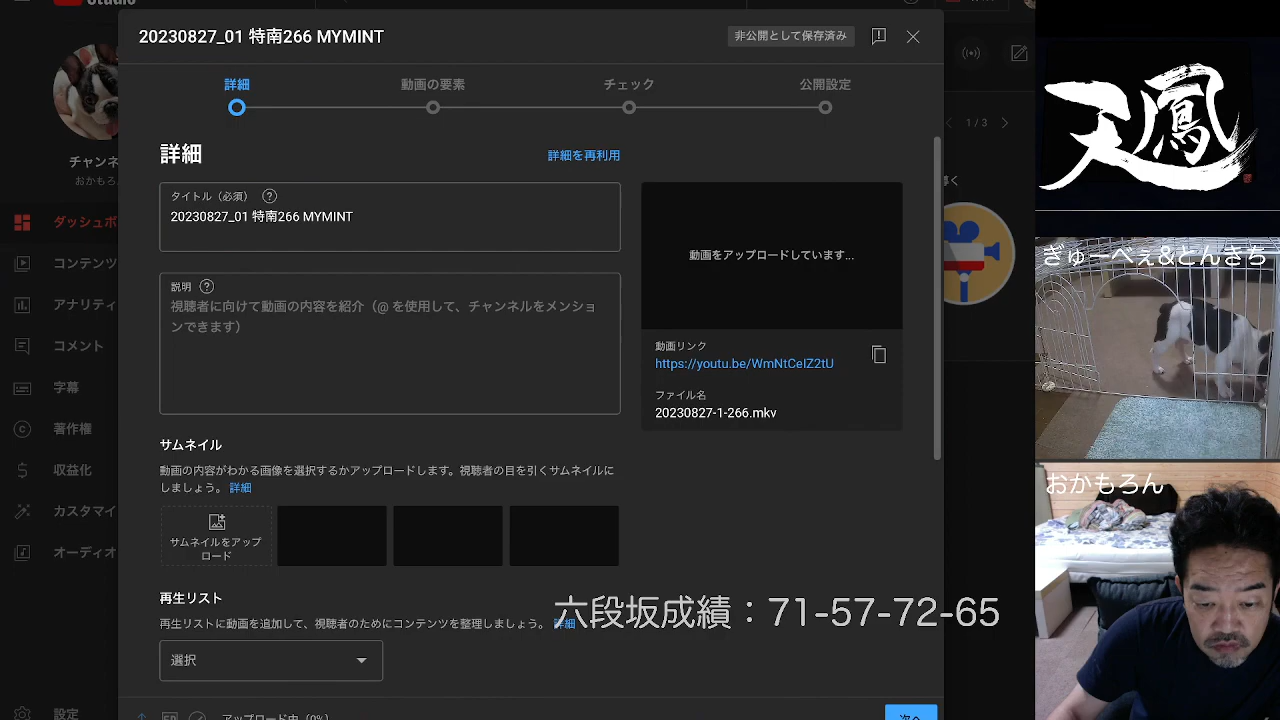 Studio
20230827_01 特南266 MYMINT
非公開として保存済み
詳細
動画の要素
チェック
公開設定
1 / 3
チャンネ
おかもろ
ダッシュボ
コンテンツ
アナリティ
コメント
字幕
著作権
収益化
カスタマイ
オーディオ
設定
詳細
詳細を再利用
タイトル（必須）
20230827_01 特南266 MYMINT
説明
視聴者に向けて動画の内容を紹介（@ を使用して、チャンネルをメンショ
ンできます）
動画をアップロードしています...
動画リンク
https://youtu.be/WmNtCeIZ2tU
ファイル名
20230827-1-266.mkv
サムネイル
動画の内容がわかる画像を選択するかアップロードします。視聴者の目を引くサムネイルに
しましょう。 詳細
サムネイルをアップ
ロード
再生リスト
再生リストに動画を追加して、視聴者のためにコンテンツを整理しましょう。 詳細
選択
アップロード中（0%）
次へ
六段坂成績：71-57-72-65
天鳳
ぎゅーべぇ&とんきち
おかもろん